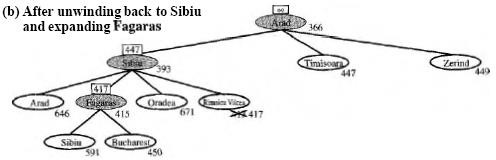 (b) After unwinding back to Sibiu
and expanding Fagaras
∞
Arad 366
447
Sibiu 393
Timisoara 447
Zerind 449
Arad 646
417
Fagaras 415
Oradea 671
Rimnicu Vilcea 417
Sibiu 591
Bucharest 450